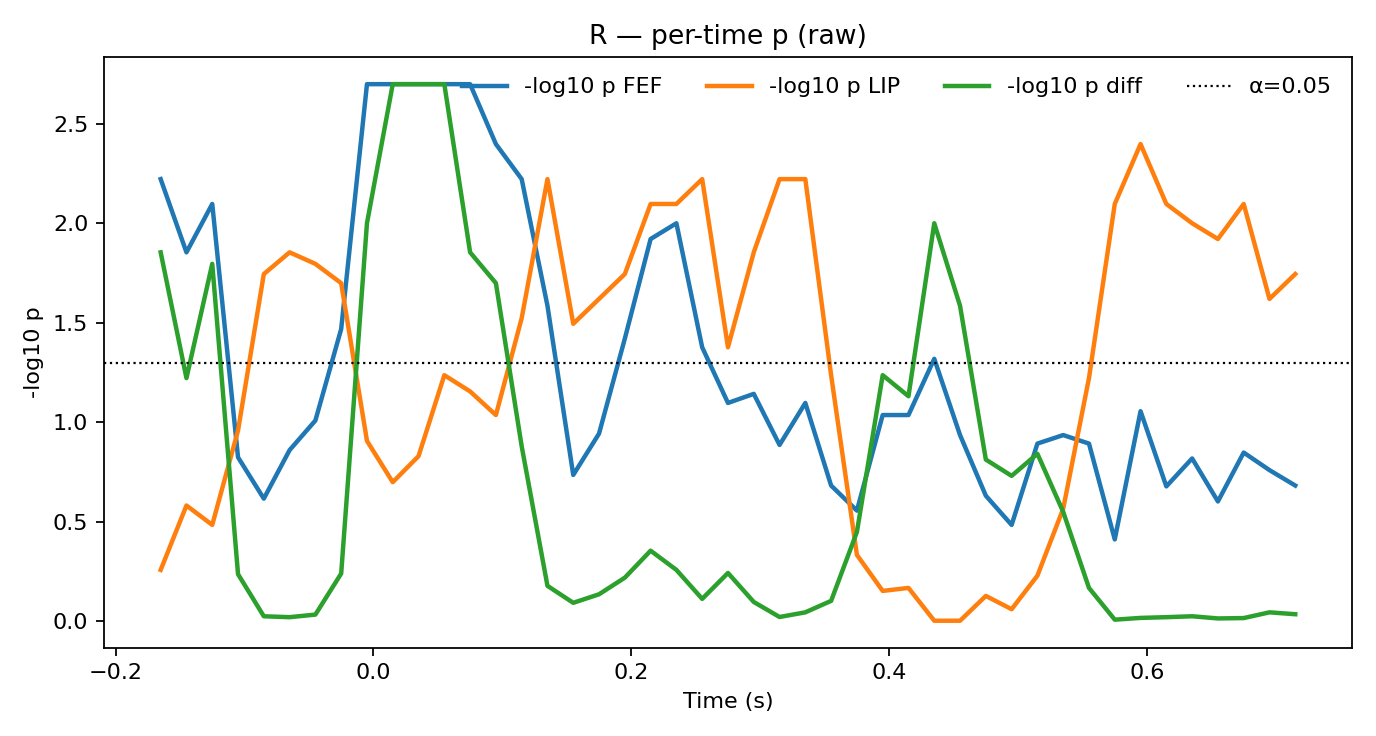 R — per-time p (raw)
-log10 p FEF
-log10 p LIP
-log10 p diff
α=0.05
-log10 p
2.5
2.0
1.5
1.0
0.5
0.0
−0.2
0.0
0.2
0.4
0.6
Time (s)